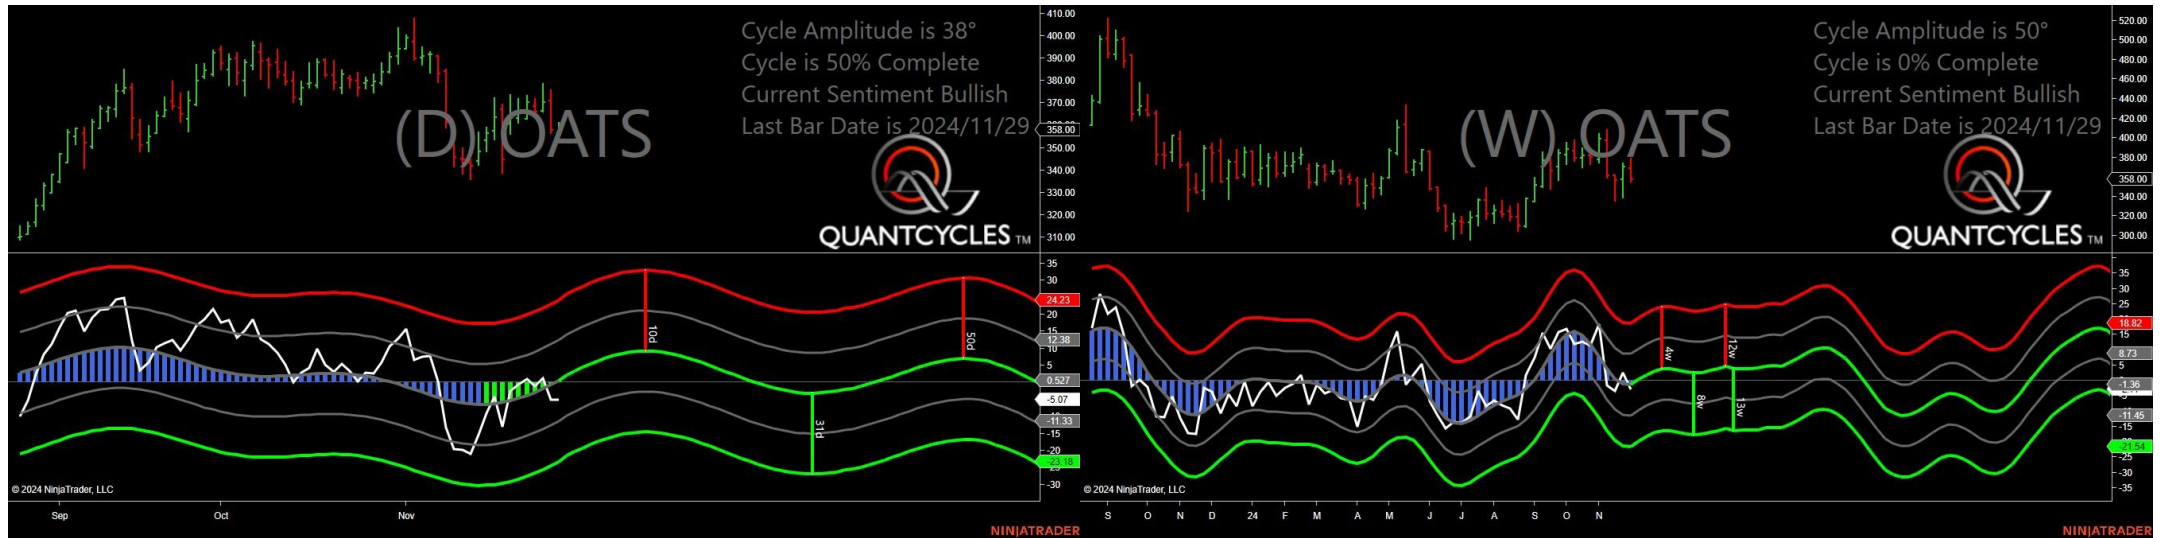 Cycle Amplitude is 38°
Cycle is 50% Complete
Current Sentiment Bullish
Last Bar Date is 2024/11/29
(D) OATS
QUANTCYCLES TM
410.00
400.00
390.00
380.00
370.00
358.00
350.00
340.00
330.00
320.00
310.00
35
30
24.23
20
15
12.38
10
5
0.527
-5.07
-11.33
-15
-20
-23.18
-30
10d
31d
50d
© 2024 NinjaTrader, LLC
Sep
Oct
Nov
NINJATRADER
Cycle Amplitude is 50°
Cycle is 0% Complete
Current Sentiment Bullish
Last Bar Date is 2024/11/29
(W) OATS
QUANTCYCLES TM
520.00
500.00
480.00
460.00
440.00
420.00
400.00
380.00
358.00
340.00
320.00
300.00
35
30
25
18.82
15
8.73
5
-1.36
-11.45
-15
-21.54
-25
-30
-35
4w
8w
12w
13w
© 2024 NinjaTrader, LLC
S
O
N
D
24
F
M
A
M
J
J
A
S
O
N
NINJATRADER